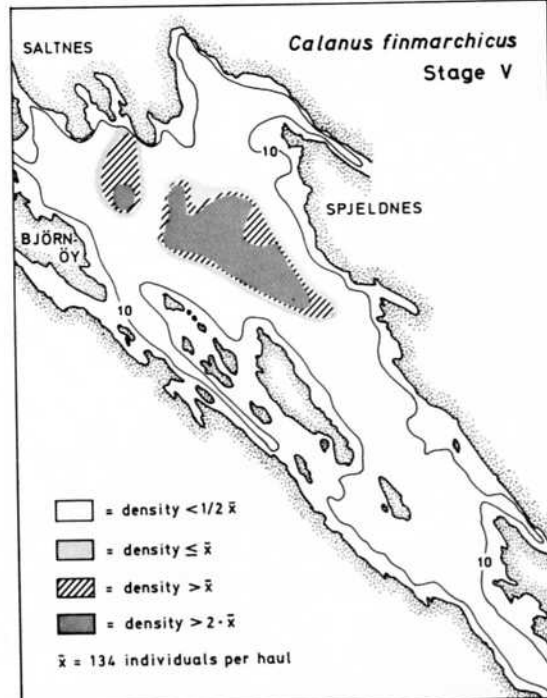 SALTNES
Calanus finmarchicus
Stage V
10
SPJELDNES
BJÖRN-
ÖY
10
= density < 1/2 x̄
= density ≤ x̄
= density > x̄
= density > 2 · x̄
x̄ = 134 individuals per haul
10